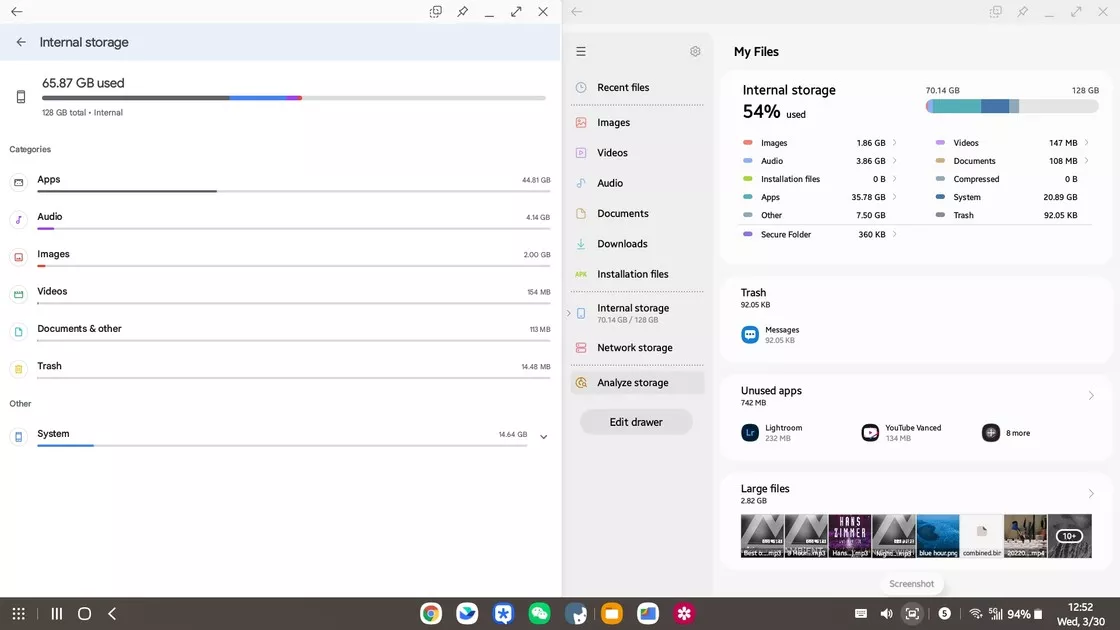 Internal storage
65.87 GB used
128 GB total • Internal
Categories
Apps 44.81 GB
Audio 4.14 GB
Images 2.00 GB
Videos 154 MB
Documents & other 113 MB
Trash 14.48 MB
Other
System 14.64 GB
Recent files
Images
Videos
Audio
Documents
Downloads
APK Installation files
Internal storage
70.14 GB / 128 GB
Network storage
Analyze storage
Edit drawer
My Files
Internal storage
54% used
70.14 GB 128 GB
Images 1.86 GB
Videos 147 MB
Audio 3.86 GB
Documents 108 MB
Installation files 0 B
Compressed 0 B
Apps 35.78 GB
System 20.89 GB
Other 7.50 GB
Trash 92.05 KB
Secure Folder 360 KB
Trash
92.05 KB
Messages
92.05 KB
Unused apps
742 MB
Lr
Lightroom
232 MB
YouTube Vanced
134 MB
8 more
Large files
2.82 GB
HANS
ZIMMER
10+
Best o....mp3
Hans...).mp3
blue hour.png
combined.bin
20220....mp4
Screenshot
5G
94%
12:52
Wed, 3/30